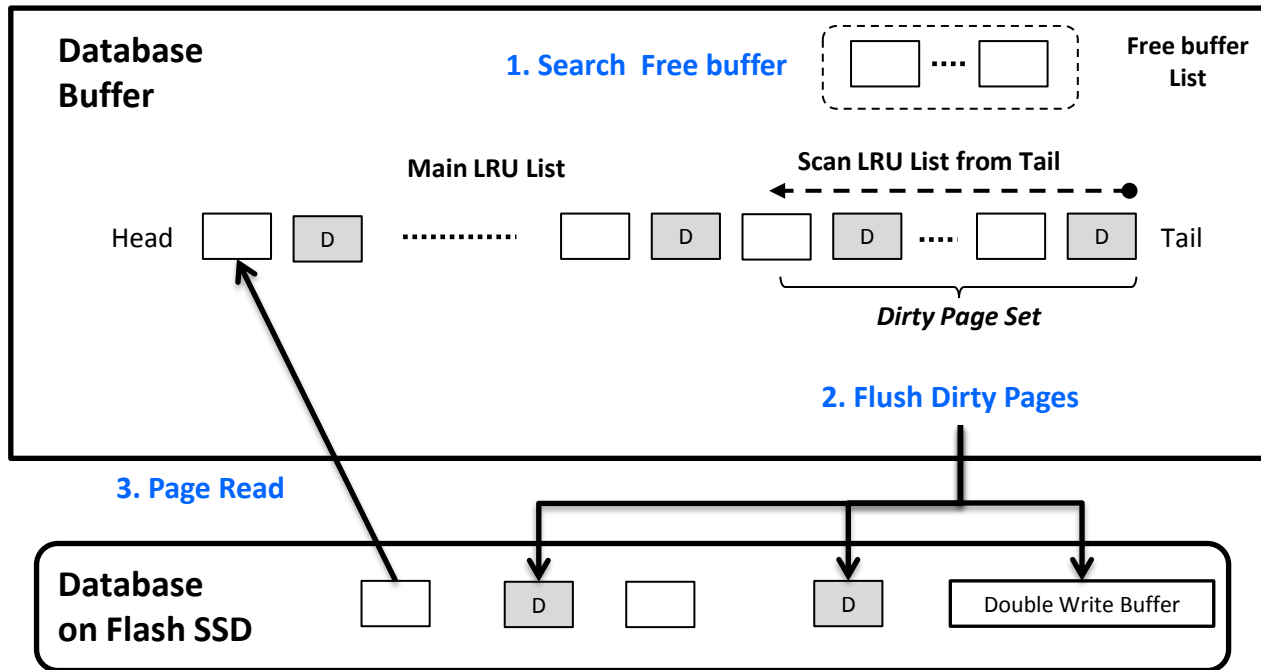 Database
Buffer
1. Search Free buffer
Free buffer
List
Main LRU List
Scan LRU List from Tail
Head
D
D
D
D
Tail
Dirty Page Set
2. Flush Dirty Pages
3. Page Read
Database
on Flash SSD
D
D
Double Write Buffer